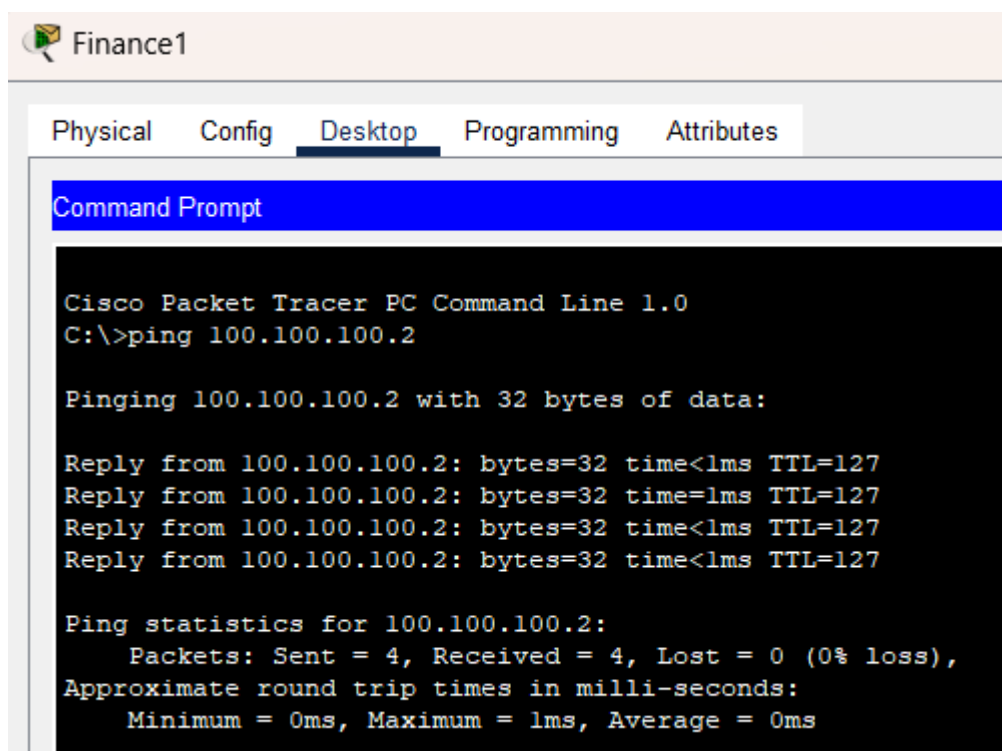 Finance1
Physical Config Desktop Programming Attributes
Command Prompt
Cisco Packet Tracer PC Command Line 1.0
C:\>ping 100.100.100.2
Pinging 100.100.100.2 with 32 bytes of data:
Reply from 100.100.100.2: bytes=32 time<1ms TTL=127
Reply from 100.100.100.2: bytes=32 time=1ms TTL=127
Reply from 100.100.100.2: bytes=32 time<1ms TTL=127
Reply from 100.100.100.2: bytes=32 time<1ms TTL=127
Ping statistics for 100.100.100.2:
    Packets: Sent = 4, Received = 4, Lost = 0 (0% loss),
Approximate round trip times in milli-seconds:
    Minimum = 0ms, Maximum = 1ms, Average = 0ms